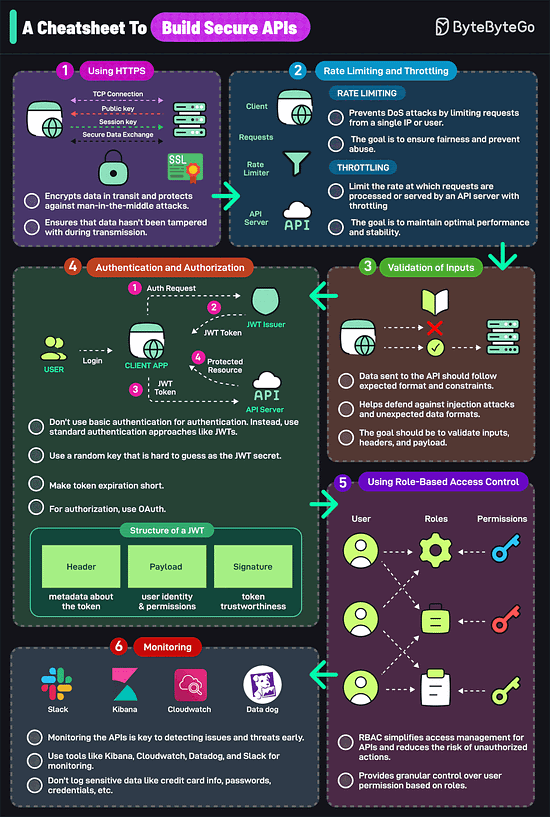 A Cheatsheet To Build Secure APIs
ByteByteGo
1 Using HTTPS
TCP Connection
Public key
Session key
Secure Data Exchange
SSL
Encrypts data in transit and protects
against man-in-the-middle attacks.
Ensures that data hasn't been tampered
with during transmission.
2 Rate Limiting and Throttling
Client
Requests
Rate
Limiter
API
Server
API
RATE LIMITING
Prevents DoS attacks by limiting requests
from a single IP or user.
The goal is to ensure fairness and prevent
abuse.
THROTTLING
Limit the rate at which requests are
processed or served by an API server with
throttling
The goal is to maintain optimal performance
and stability.
3 Validation of Inputs
Data sent to the API should follow
expected format and constraints.
Helps defend against injection attacks
and unexpected data formats.
The goal should be to validate inputs,
headers, and payload.
4 Authentication and Authorization
1 Auth Request
2
JWT Token
JWT Issuer
USER
Login
CLIENT APP
4 Protected
Resource
3 JWT
Token
API
API Server
Don't use basic authentication for authentication. Instead, use
standard authentication approaches like JWTs.
Use a random key that is hard to guess as the JWT secret.
Make token expiration short.
For authorization, use OAuth.
Structure of a JWT
Header
Payload
Signature
metadata about
the token
user identity
& permissions
token
trustworthiness
5 Using Role-Based Access Control
User
Roles
Permissions
RBAC simplifies access management for
APIs and reduces the risk of unauthorized
actions.
Provides granular control over user
permission based on roles.
6 Monitoring
Slack
Kibana
Cloudwatch
Data dog
Monitoring the APIs is key to detecting issues and threats early.
Use tools like Kibana, Cloudwatch, Datadog, and Slack for
monitoring.
Don't log sensitive data like credit card info, passwords,
credentials, etc.